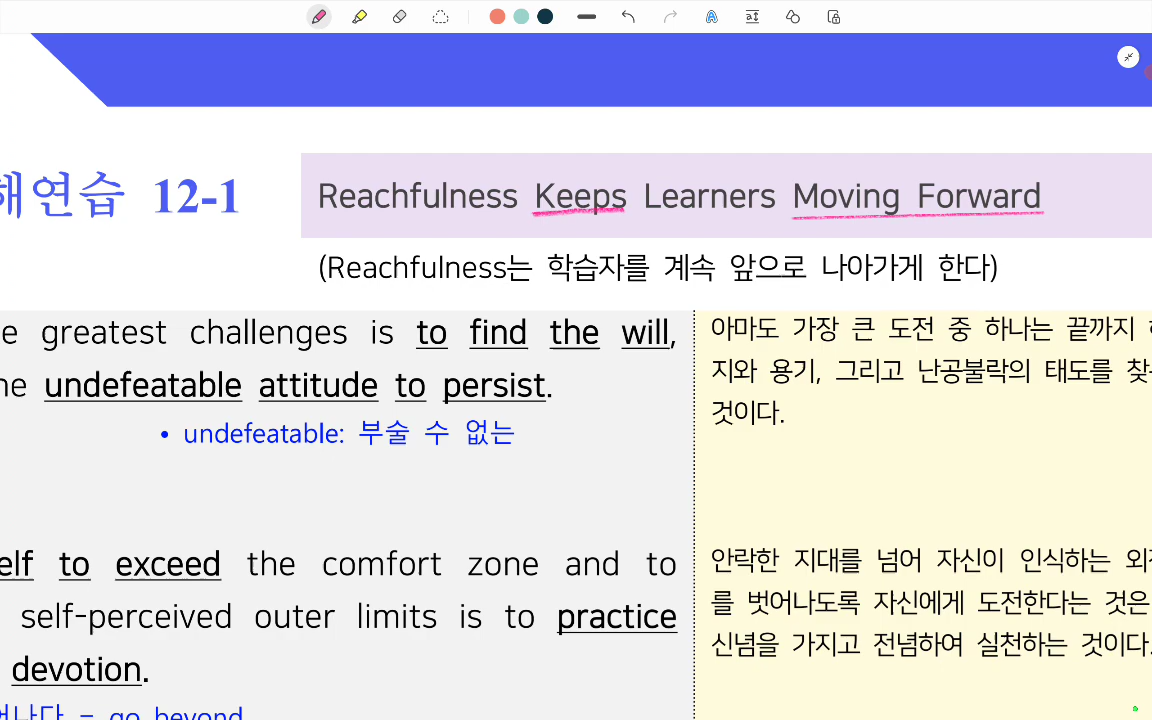 해연습 12-1
Reachfulness Keeps Learners Moving Forward
(Reachfulness는 학습자를 계속 앞으로 나아가게 한다)
greatest challenges is to find the will,
undefeatable attitude to persist.
• undefeatable: 부술 수 없는
to exceed the comfort zone and to
self-perceived outer limits is to practice
devotion.
= go beyond
아마도 가장 큰 도전 중 하나는 끝까지
지와 용기, 그리고 난공불락의 태도를
것이다.
안락한 지대를 넘어 자신이 인식하는
를 벗어나도록 자신에게 도전한다는 것은
신념을 가지고 전념하여 실천하는 것이다.